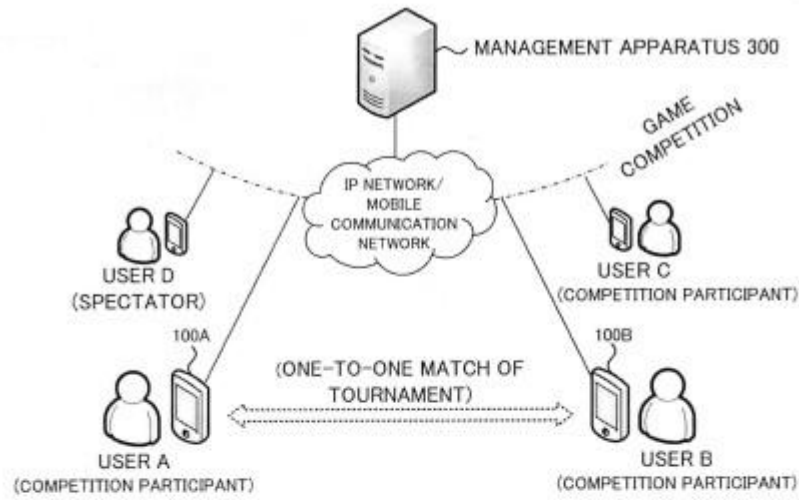 MANAGEMENT APPARATUS 300
GAME
COMPETITION
IP NETWORK/
MOBILE
COMMUNICATION
NETWORK
USER D
(SPECTATOR)
USER C
(COMPETITION PARTICIPANT)
100A
100B
(ONE-TO-ONE MATCH OF
TOURNAMENT)
USER A
(COMPETITION PARTICIPANT)
USER B
(COMPETITION PARTICIPANT)